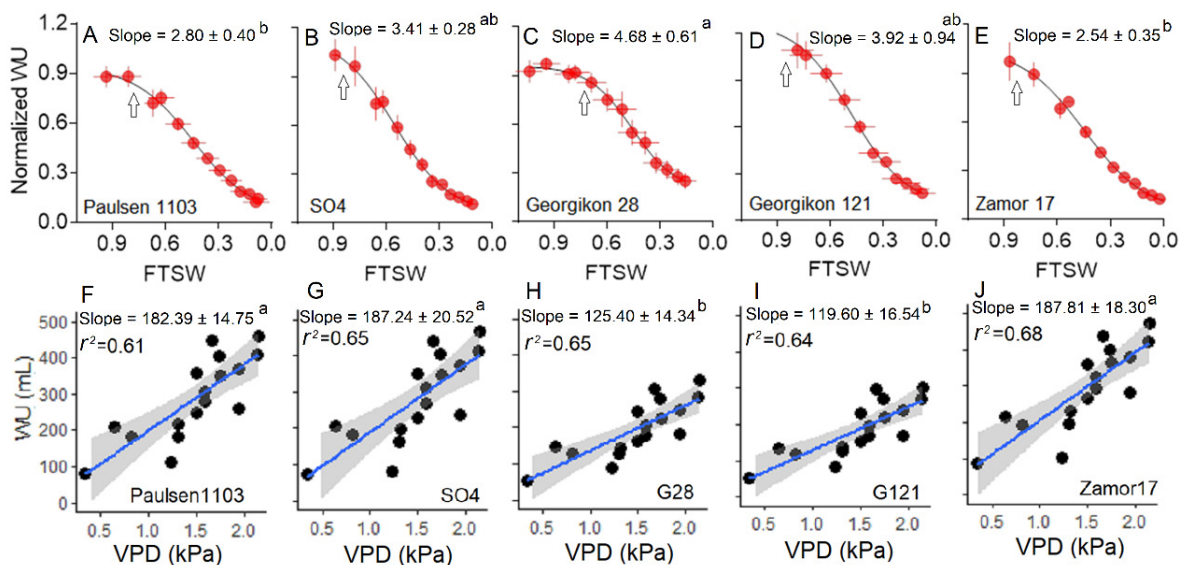 A Slope = 2.80 ± 0.40 b
B Slope = 3.41 ± 0.28 ab
C Slope = 4.68 ± 0.61 a
D Slope = 3.92 ± 0.94 ab
E Slope = 2.54 ± 0.35 b
Normalized WU
1.2
0.9
0.6
0.3
0.0
Paulsen 1103
SO4
Georgikon 28
Georgikon 121
Zamor 17
0.9 0.6 0.3 0.0
0.9 0.6 0.3 0.0
0.9 0.6 0.3 0.0
0.9 0.6 0.3 0.0
0.9 0.6 0.3 0.0
FTSW
FTSW
FTSW
FTSW
FTSW
F Slope = 182.39 ± 14.75 a
r²=0.61
G Slope = 187.24 ± 20.52 a
r²=0.65
H Slope = 125.40 ± 14.34 b
r²=0.65
I Slope = 119.60 ± 16.54 b
r²=0.64
J Slope = 187.81 ± 18.30 a
r²=0.68
WU (mL)
500
400
300
200
100
0
Paulsen1103
SO4
G28
G121
Zamor17
0.5 1.0 1.5 2.0
0.5 1.0 1.5 2.0
0.5 1.0 1.5 2.0
0.5 1.0 1.5 2.0
0.5 1.0 1.5 2.0
VPD (kPa)
VPD (kPa)
VPD (kPa)
VPD (kPa)
VPD (kPa)